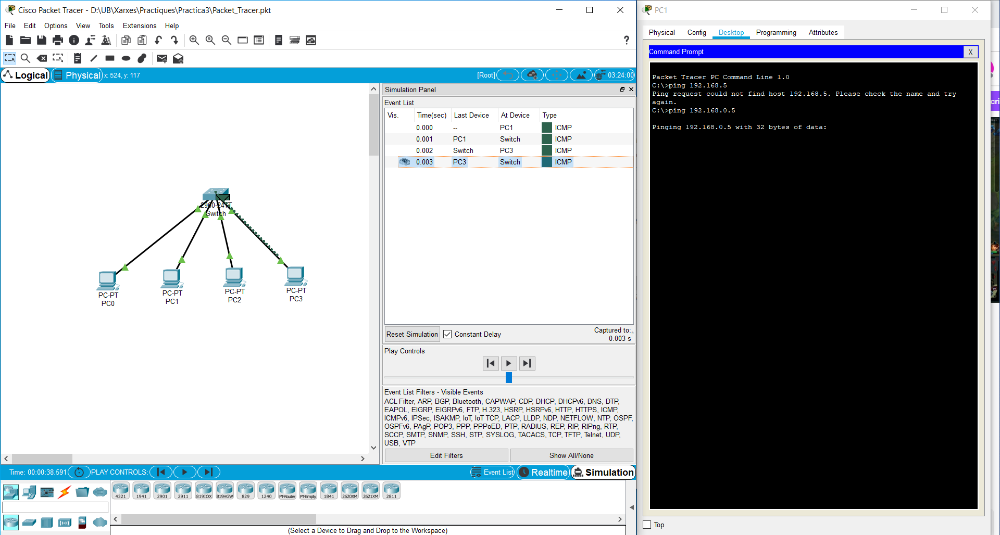 Cisco Packet Tracer - D:\UB\Xarxes\Practiques\Practica3\Packet_Tracer.pkt
File Edit Options View Tools Extensions Help
?
Logical Physical x: 524, y: 117 [Root] 03:24:00
Simulation Panel
Event List
Vis. Time(sec) Last Device At Device Type
0.000 -- PC1 ICMP
0.001 PC1 Switch ICMP
0.002 Switch PC3 ICMP
0.003 PC3 Switch ICMP
2960-24TT
Switch
PC-PT
PC0
PC-PT
PC1
PC-PT
PC2
PC-PT
PC3
Reset Simulation Constant Delay Captured to:
0.003 s
Play Controls
Event List Filters - Visible Events
ACL Filter, ARP, BGP, Bluetooth, CAPWAP, CDP, DHCP, DHCPv6, DNS, DTP,
EAPOL, EIGRP, EIGRPv6, FTP, H.323, HSRP, HSRPv6, HTTP, HTTPS, ICMP,
ICMPv6, IPSec, ISAKMP, IoT, IoT TCP, LACP, LLDP, NDP, NETFLOW, NTP, OSPF,
OSPFv6, PAgP, POP3, PPP, PPPoED, PTP, RADIUS, REP, RIP, RIPng, RTP,
SCCP, SMTP, SNMP, SSH, STP, SYSLOG, TACACS, TCP, TFTP, Telnet, UDP,
USB, VTP
Edit Filters Show All/None
Time: 00:00:38.591 PLAY CONTROLS: Event List Realtime Simulation
4321 1941 2901 2911 819IOX 819HGW 829 1240 PT-Router PT-Empty 1841 2620XM 2621XM 2811
(Select a Device to Drag and Drop to the Workspace)
PC1
Physical Config Desktop Programming Attributes
Command Prompt X
Packet Tracer PC Command Line 1.0
C:\>ping 192.168.5
Ping request could not find host 192.168.5. Please check the name and try
again.
C:\>ping 192.168.0.5
Pinging 192.168.0.5 with 32 bytes of data:
Top
cri